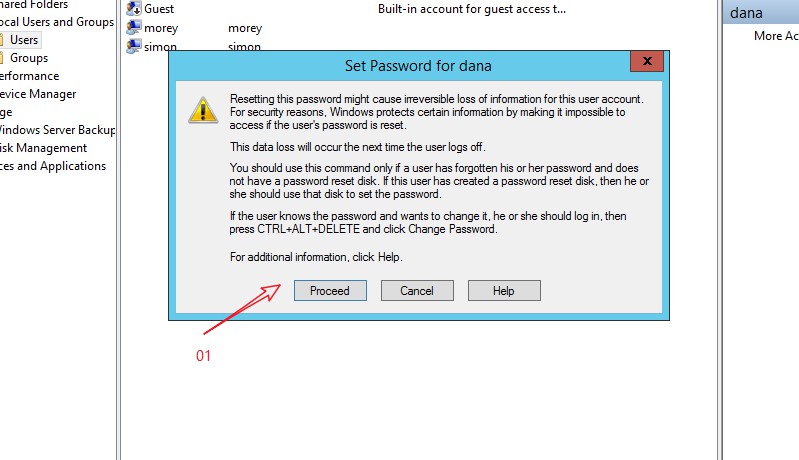 hared Folders
ocal Users and Groups
Users
Groups
erformance
evice Manager
ge
Windows Server Backup
isk Management
ces and Applications
Guest Built-in account for guest access t...
morey morey
simon simon
dana
More Ac
Set Password for dana
x
Resetting this password might cause irreversible loss of information for this user account.
For security reasons, Windows protects certain information by making it impossible to
access if the user's password is reset.
This data loss will occur the next time the user logs off.
You should use this command only if a user has forgotten his or her password and does
not have a password reset disk. If this user has created a password reset disk, then he or
she should use that disk to set the password.
If the user knows the password and wants to change it, he or she should log in, then
press CTRL+ALT+DELETE and click Change Password.
For additional information, click Help.
Proceed Cancel Help
01